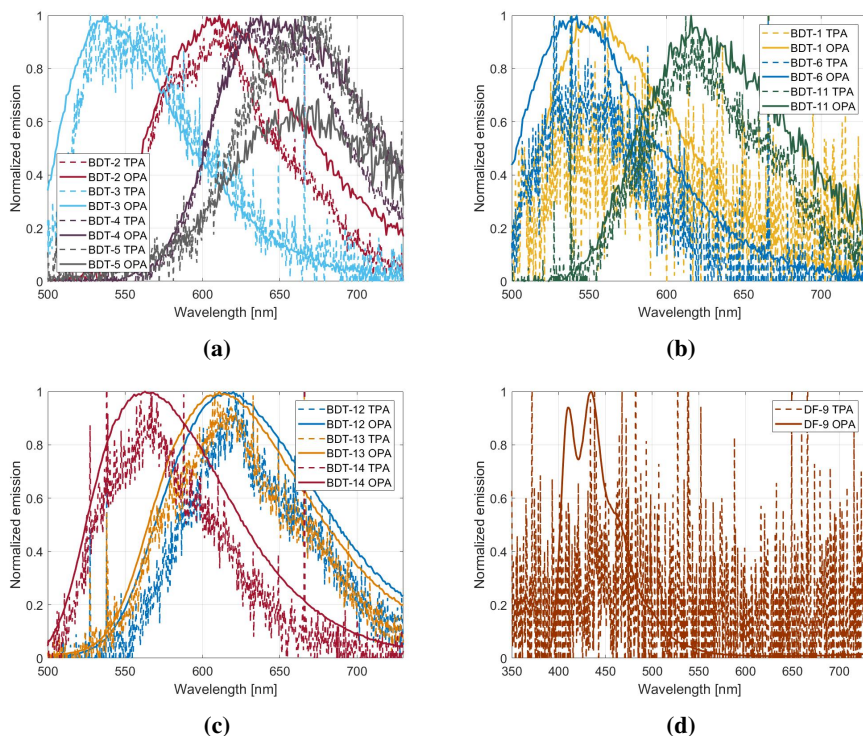 1
0.8
0.6
0.4
0.2
0
Normalized emission
BDT-2 TPA
BDT-2 OPA
BDT-3 TPA
BDT-3 OPA
BDT-4 TPA
BDT-4 OPA
BDT-5 TPA
BDT-5 OPA
500 550 600 650 700
Wavelength [nm]
(a)
1
0.8
0.6
0.4
0.2
0
Normalized emission
BDT-1 TPA
BDT-1 OPA
BDT-6 TPA
BDT-6 OPA
BDT-11 TPA
BDT-11 OPA
500 550 600 650 700
Wavelength [nm]
(b)
1
0.8
0.6
0.4
0.2
0
Normalized emission
BDT-12 TPA
BDT-12 OPA
BDT-13 TPA
BDT-13 OPA
BDT-14 TPA
BDT-14 OPA
500 550 600 650 700
Wavelength [nm]
(c)
1
0.8
0.6
0.4
0.2
0
Normalized emission
DF-9 TPA
DF-9 OPA
350 400 450 500 550 600 650 700
Wavelength [nm]
(d)